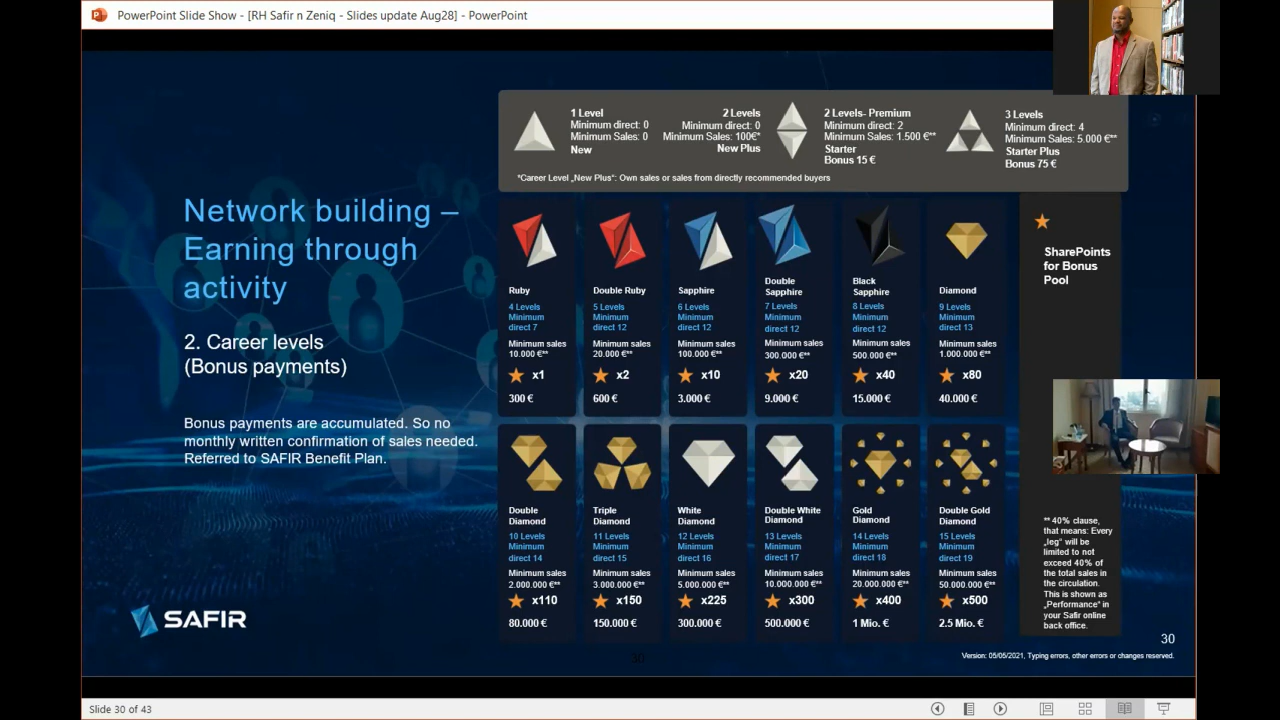 PowerPoint Slide Show - [RH Safir n Zeniq - Slides update Aug28] - PowerPoint
Network building –
Earning through
activity
2. Career levels
(Bonus payments)
Bonus payments are accumulated. So no
monthly written confirmation of sales needed.
Referred to SAFIR Benefit Plan.
SAFIR
1 Level
Minimum direct: 0
Minimum Sales: 0
New
2 Levels
Minimum direct: 0
Minimum Sales: 100€*
New Plus
2 Levels- Premium
Minimum direct: 2
Minimum Sales: 1.500 €**
Starter
Bonus 15 €
3 Levels
Minimum direct: 4
Minimum Sales: 5.000 €**
Starter Plus
Bonus 75 €
*Career Level „New Plus“: Own sales or sales from directly recommended buyers
Ruby
4 Levels
Minimum
direct 7
Minimum sales
10.000 €**
x1
300 €
Double Ruby
5 Levels
Minimum
direct 12
Minimum sales
20.000 €**
x2
600 €
Sapphire
6 Levels
Minimum
direct 12
Minimum sales
100.000 €**
x10
3.000 €
Double
Sapphire
7 Levels
Minimum
direct 12
Minimum sales
300.000 €**
x20
9.000 €
Black
Sapphire
8 Levels
Minimum
direct 12
Minimum sales
500.000 €**
x40
15.000 €
Diamond
9 Levels
Minimum
direct 13
Minimum sales
1.000.000 €**
x80
40.000 €
SharePoints
for Bonus
Pool
Double
Diamond
10 Levels
Minimum
direct 14
Minimum sales
2.000.000 €**
x110
80.000 €
Triple
Diamond
11 Levels
Minimum
direct 15
Minimum sales
3.000.000 €**
x150
150.000 €
White
Diamond
12 Levels
Minimum
direct 16
Minimum sales
5.000.000 €**
x225
300.000 €
Double White
Diamond
13 Levels
Minimum
direct 17
Minimum sales
10.000.000 €**
x300
500.000 €
Gold
Diamond
14 Levels
Minimum
direct 18
Minimum sales
20.000.000 €**
x400
1 Mio. €
Double Gold
Diamond
15 Levels
Minimum
direct 19
Minimum sales
50.000.000 €**
x500
2.5 Mio. €
** 40% clause,
that means: Every
„leg“ will be
limited to not
exceed 40% of
the total sales in
the circulation.
This is shown as
„Performance“ in
your Safir online
back office.
30
30
Version: 05/05/2021, Typing errors, other errors or changes reserved.
Slide 30 of 43